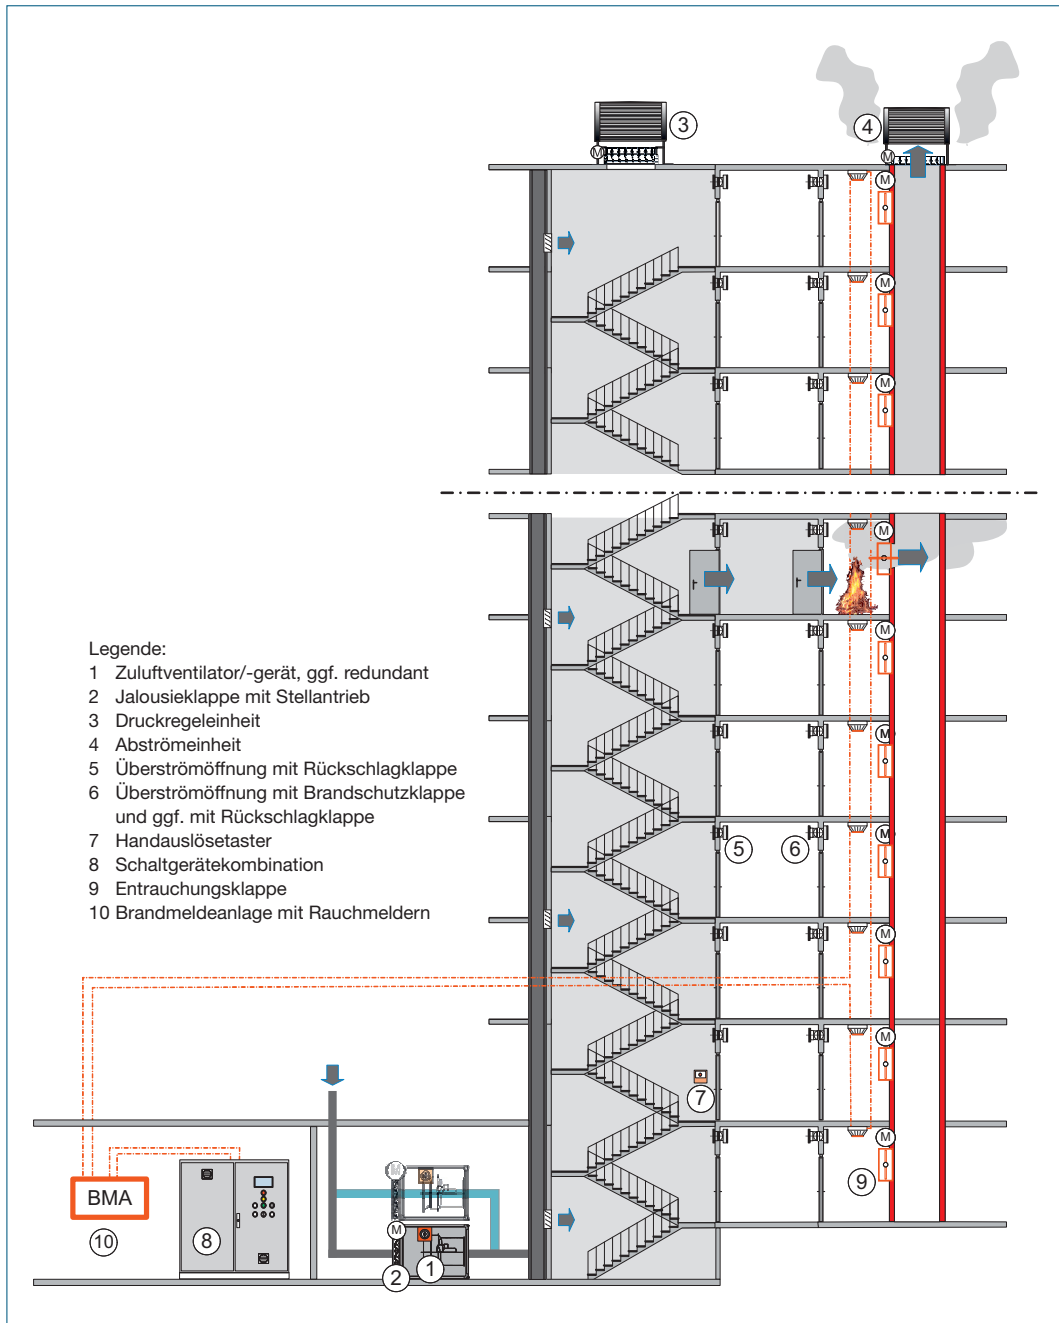 3
4
M
M
M
M
M
M
Legende:
1 Zuluftventilator/-gerät, ggf. redundant
2 Jalousieklappe mit Stellantrieb
3 Druckregeleinheit
4 Abströmeinheit
5 Überströmöffnung mit Rückschlagklappe
6 Überströmöffnung mit Brandschutzklappe
und ggf. mit Rückschlagklappe
7 Handauslösetaster
8 Schaltgerätekombination
9 Entrauchungsklappe
10 Brandmeldeanlage mit Rauchmeldern
M
M
M
5
6
M
M
7
M
9
M
M
BMA
10
8
2
1